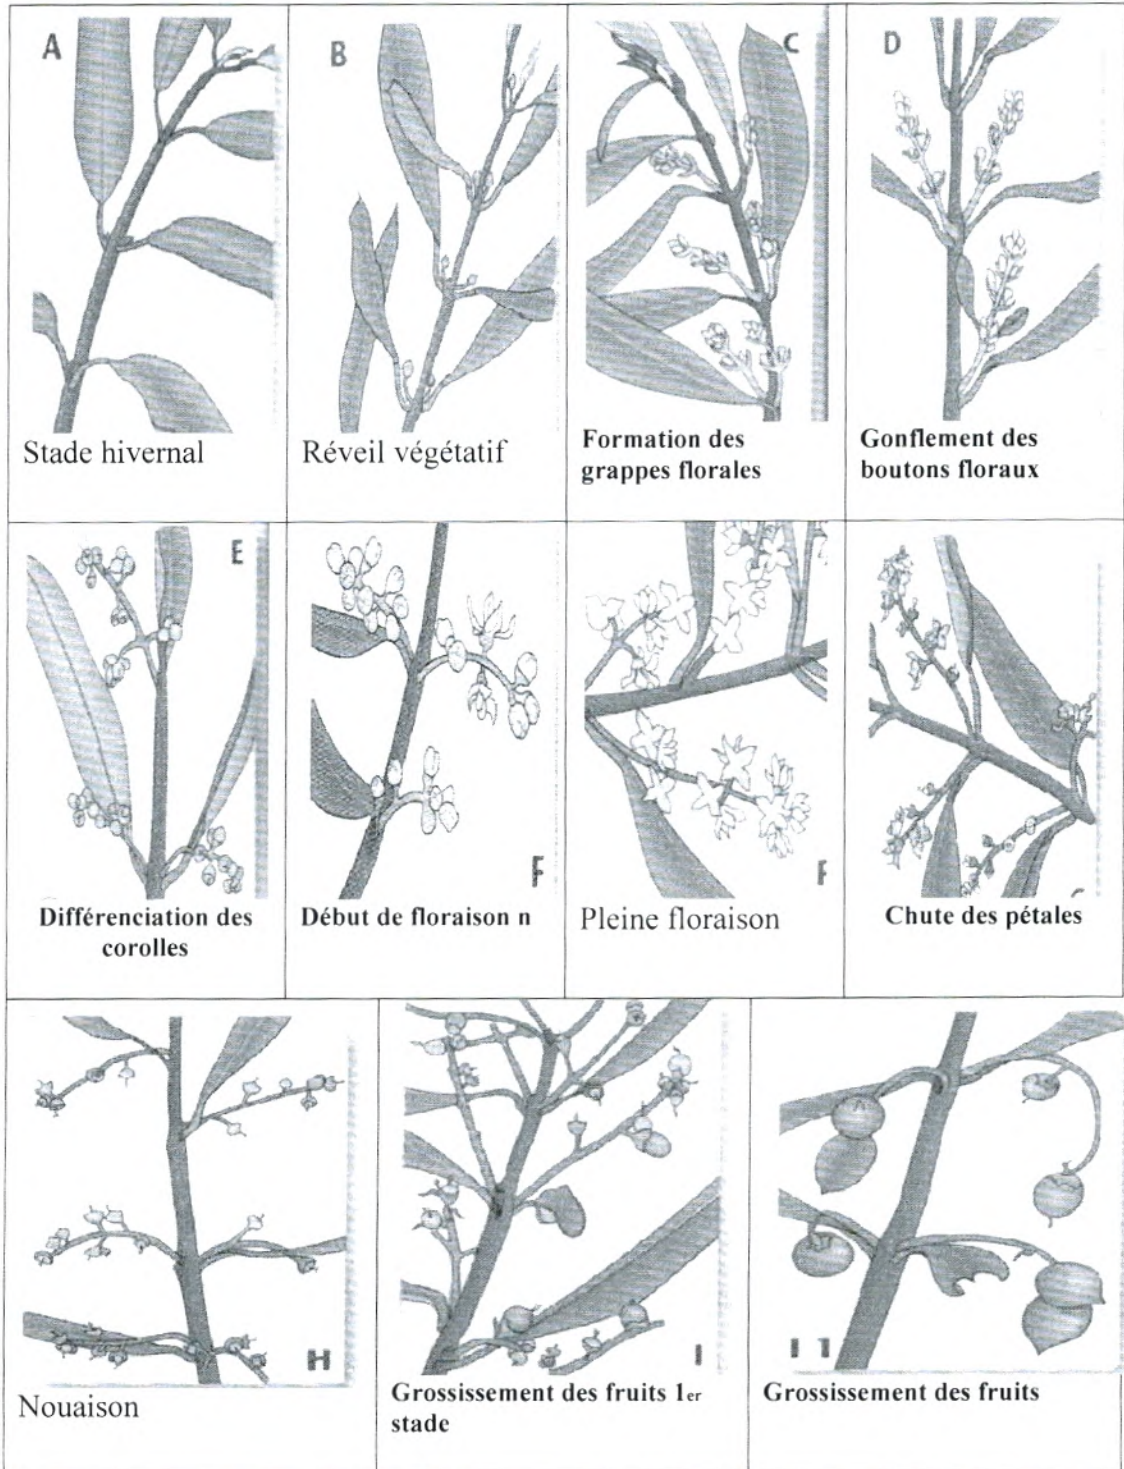 A
B
C
D
Stade hivernal
Réveil végétatif
Formation des
grappes florales
Gonflement des
boutons floraux
E
F
F
Différenciation des
corolles
Début de floraison n
Pleine floraison
Chute des pétales
H
I
Nouaison
Grossissement des fruits 1er
stade
Grossissement des fruits